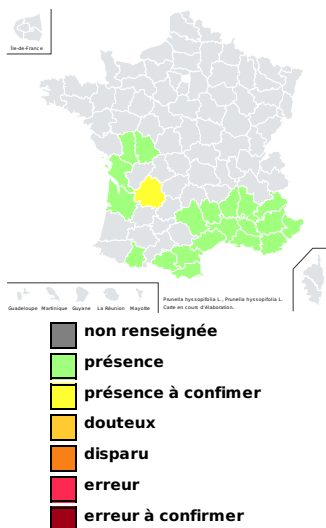 Île-de-France
Guadeloupe Martinique Guyane La Réunion Mayotte
Prunella hyssopifolia L., Prunella hyssopifolia L.
Carte en cours d'élaboration.
non renseignée
présence
présence à confimer
douteux
disparu
erreur
erreur à confirmer